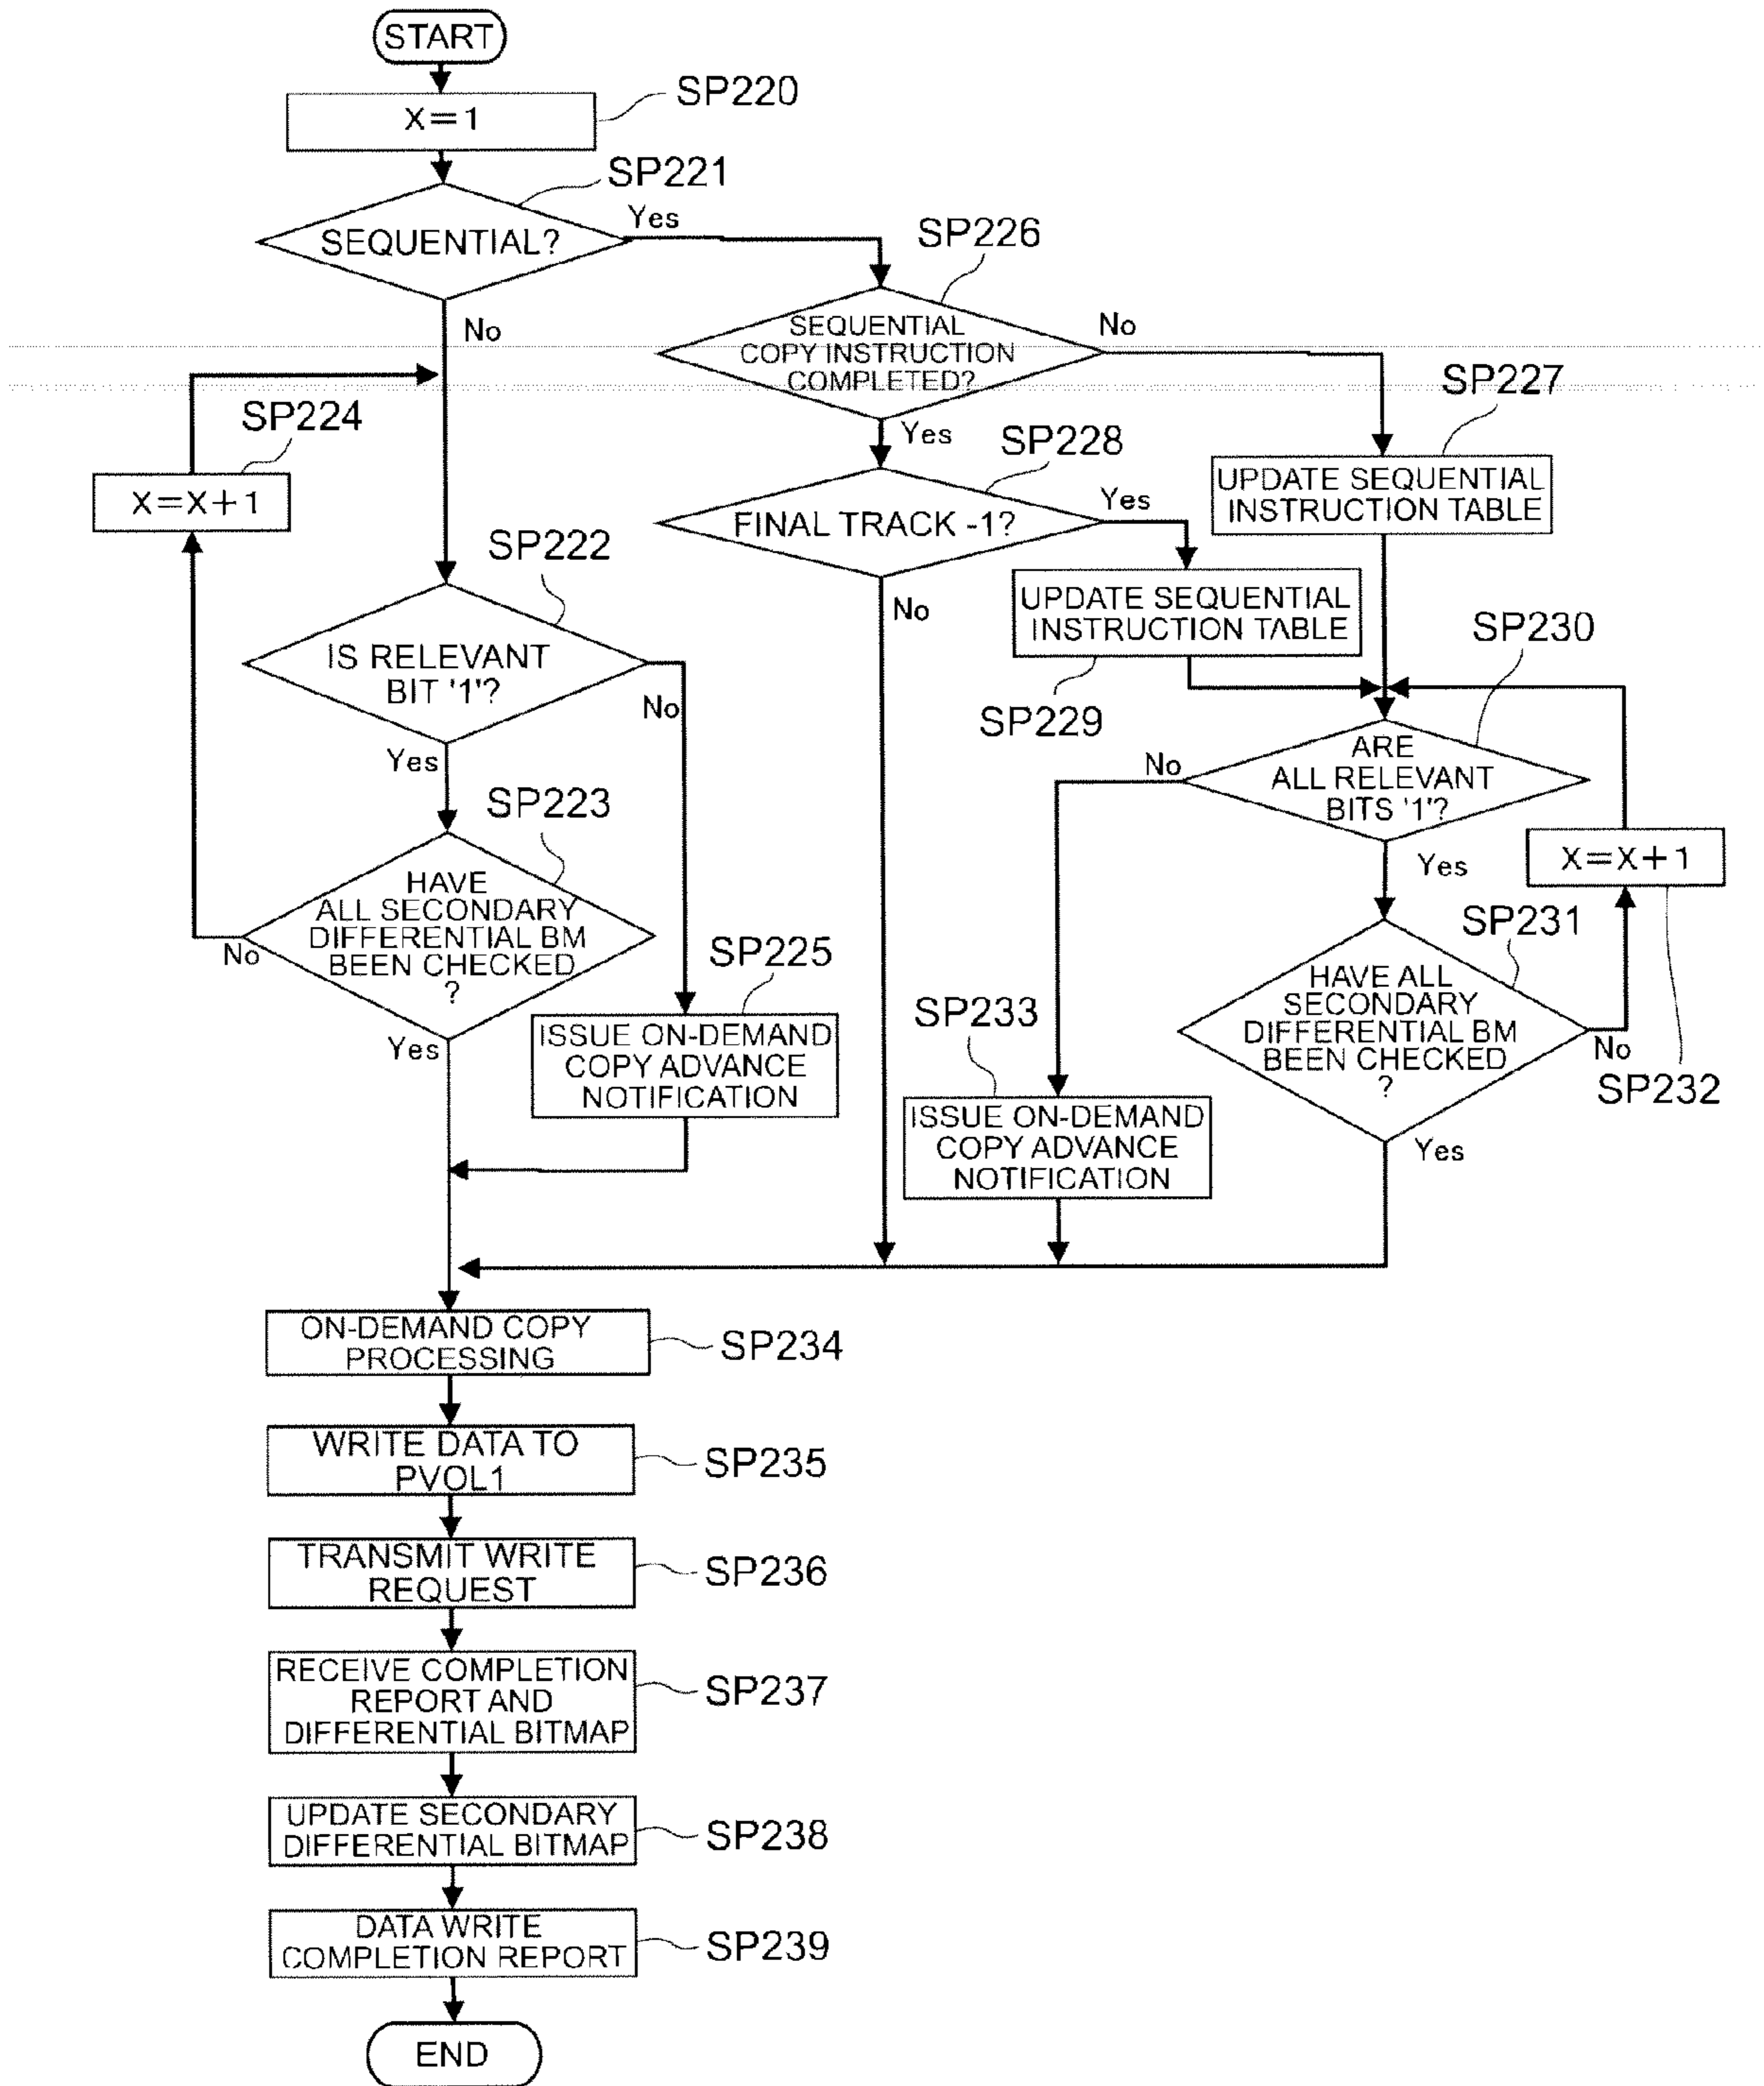 START
SP220
X=1
SP221
SEQUENTIAL?
Yes
No
SP226
SEQUENTIAL
COPY INSTRUCTION
COMPLETED?
No
Yes
SP227
UPDATE SEQUENTIAL
INSTRUCTION TABLE
SP224
X=X+1
SP228
FINAL TRACK -1?
Yes
No
SP222
IS RELEVANT
BIT '1'?
No
Yes
UPDATE SEQUENTIAL
INSTRUCTION TABLE
SP229
SP230
ARE
ALL RELEVANT
BITS '1'?
No
Yes
SP223
HAVE
ALL SECONDARY
DIFFERENTIAL BM
BEEN CHECKED
?
No
Yes
X=X+1
SP225
ISSUE ON-DEMAND
COPY ADVANCE
NOTIFICATION
SP231
HAVE ALL
SECONDARY
DIFFERENTIAL BM
BEEN CHECKED
?
No
SP232
Yes
SP233
ISSUE ON-DEMAND
COPY ADVANCE
NOTIFICATION
ON-DEMAND COPY
PROCESSING
SP234
WRITE DATA TO
PVOL1
SP235
TRANSMIT WRITE
REQUEST
SP236
RECEIVE COMPLETION
REPORT AND
DIFFERENTIAL BITMAP
SP237
UPDATE SECONDARY
DIFFERENTIAL BITMAP
SP238
DATA WRITE
COMPLETION REPORT
SP239
END